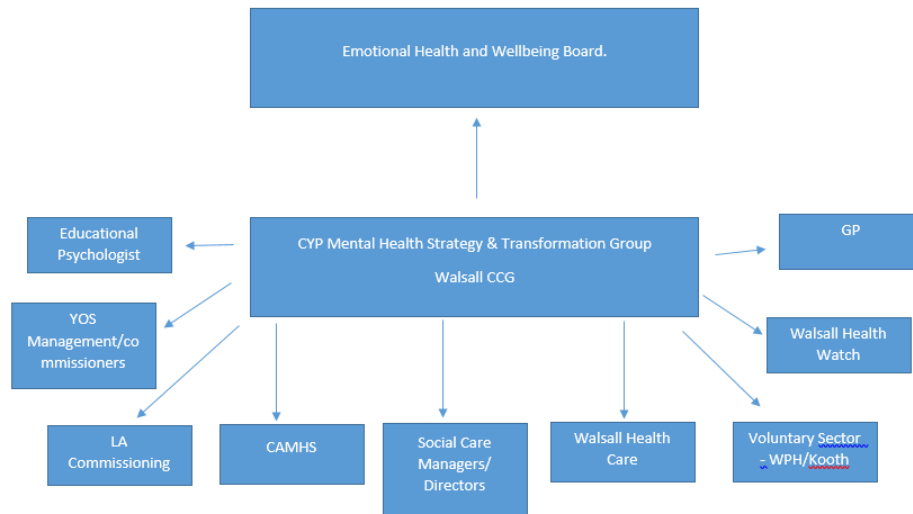 Emotional Health and Wellbeing Board.
CYP Mental Health Strategy & Transformation Group
Walsall CCG
Educational
Psychologist
GP
YOS
Management/co
mmissioners
Walsall Health
Watch
LA
Commissioning
CAMHS
Social Care
Managers/
Directors
Walsall Health
Care
Voluntary Sector
- WPH/Kooth